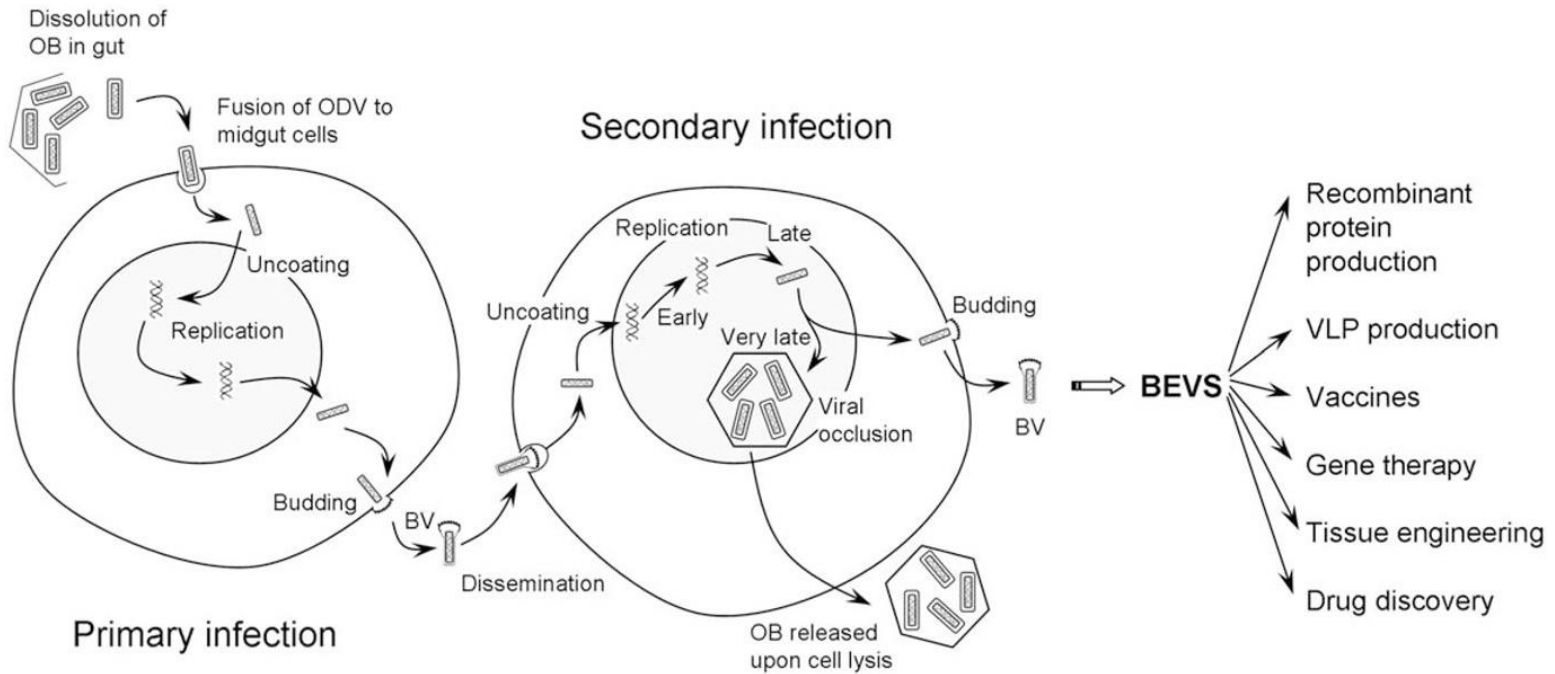 Dissolution of
OB in gut
Fusion of ODV to
midgut cells
Uncoating
Replication
Budding
BV
Dissemination
Primary infection
Secondary infection
Replication
Late
Uncoating
Early
Very late
Viral
occlusion
Budding
BV
OB released
upon cell lysis
BEVS
Recombinant
protein
production
VLP production
Vaccines
Gene therapy
Tissue engineering
Drug discovery